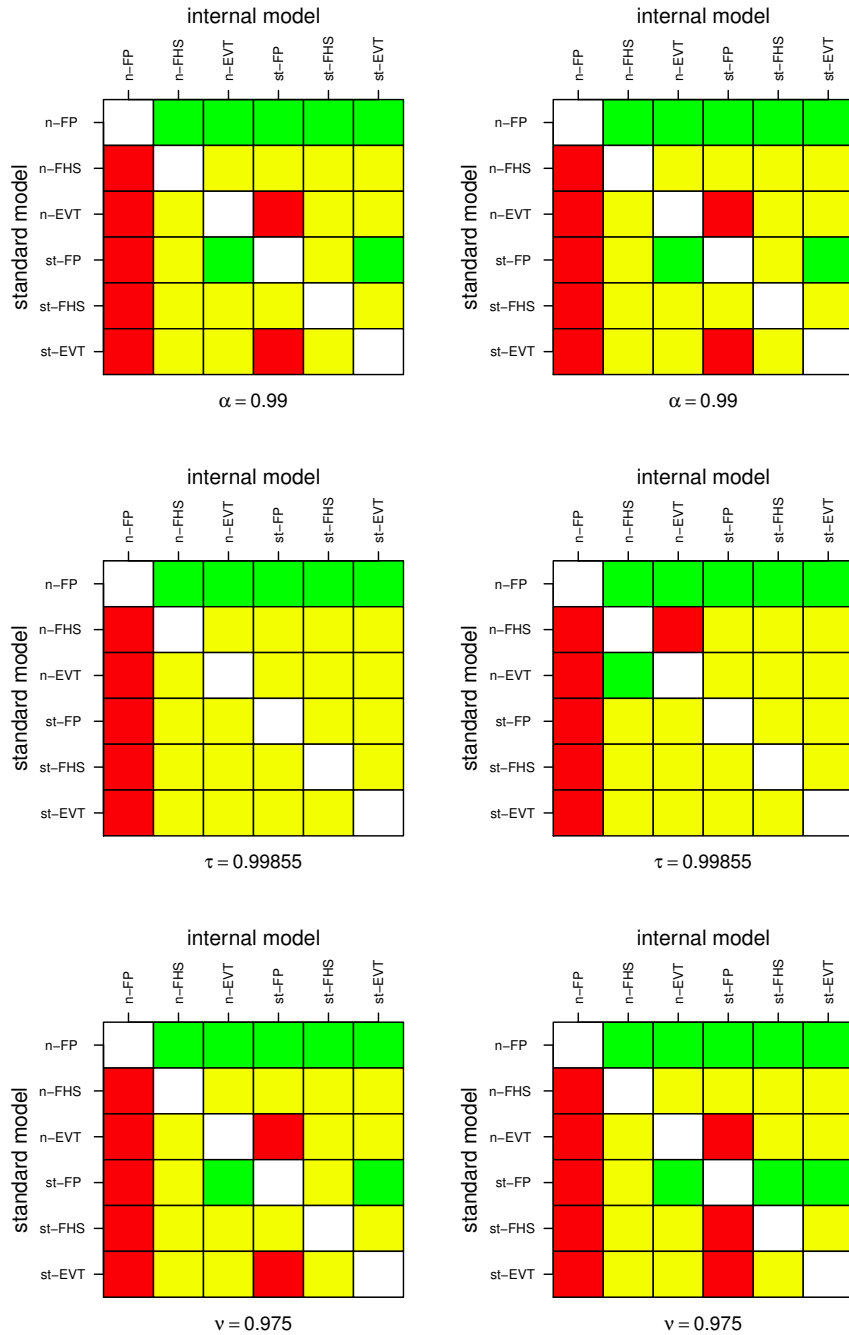 internal model
n−FP
n−FHS
n−EVT
st−FP
st−FHS
st−EVT
standard model
n−FP
n−FHS
n−EVT
st−FP
st−FHS
st−EVT
α = 0.99
internal model
n−FP
n−FHS
n−EVT
st−FP
st−FHS
st−EVT
standard model
n−FP
n−FHS
n−EVT
st−FP
st−FHS
st−EVT
α = 0.99
internal model
n−FP
n−FHS
n−EVT
st−FP
st−FHS
st−EVT
standard model
n−FP
n−FHS
n−EVT
st−FP
st−FHS
st−EVT
τ = 0.99855
internal model
n−FP
n−FHS
n−EVT
st−FP
st−FHS
st−EVT
standard model
n−FP
n−FHS
n−EVT
st−FP
st−FHS
st−EVT
τ = 0.99855
internal model
n−FP
n−FHS
n−EVT
st−FP
st−FHS
st−EVT
standard model
n−FP
n−FHS
n−EVT
st−FP
st−FHS
st−EVT
ν = 0.975
internal model
n−FP
n−FHS
n−EVT
st−FP
st−FHS
st−EVT
standard model
n−FP
n−FHS
n−EVT
st−FP
st−FHS
st−EVT
ν = 0.975